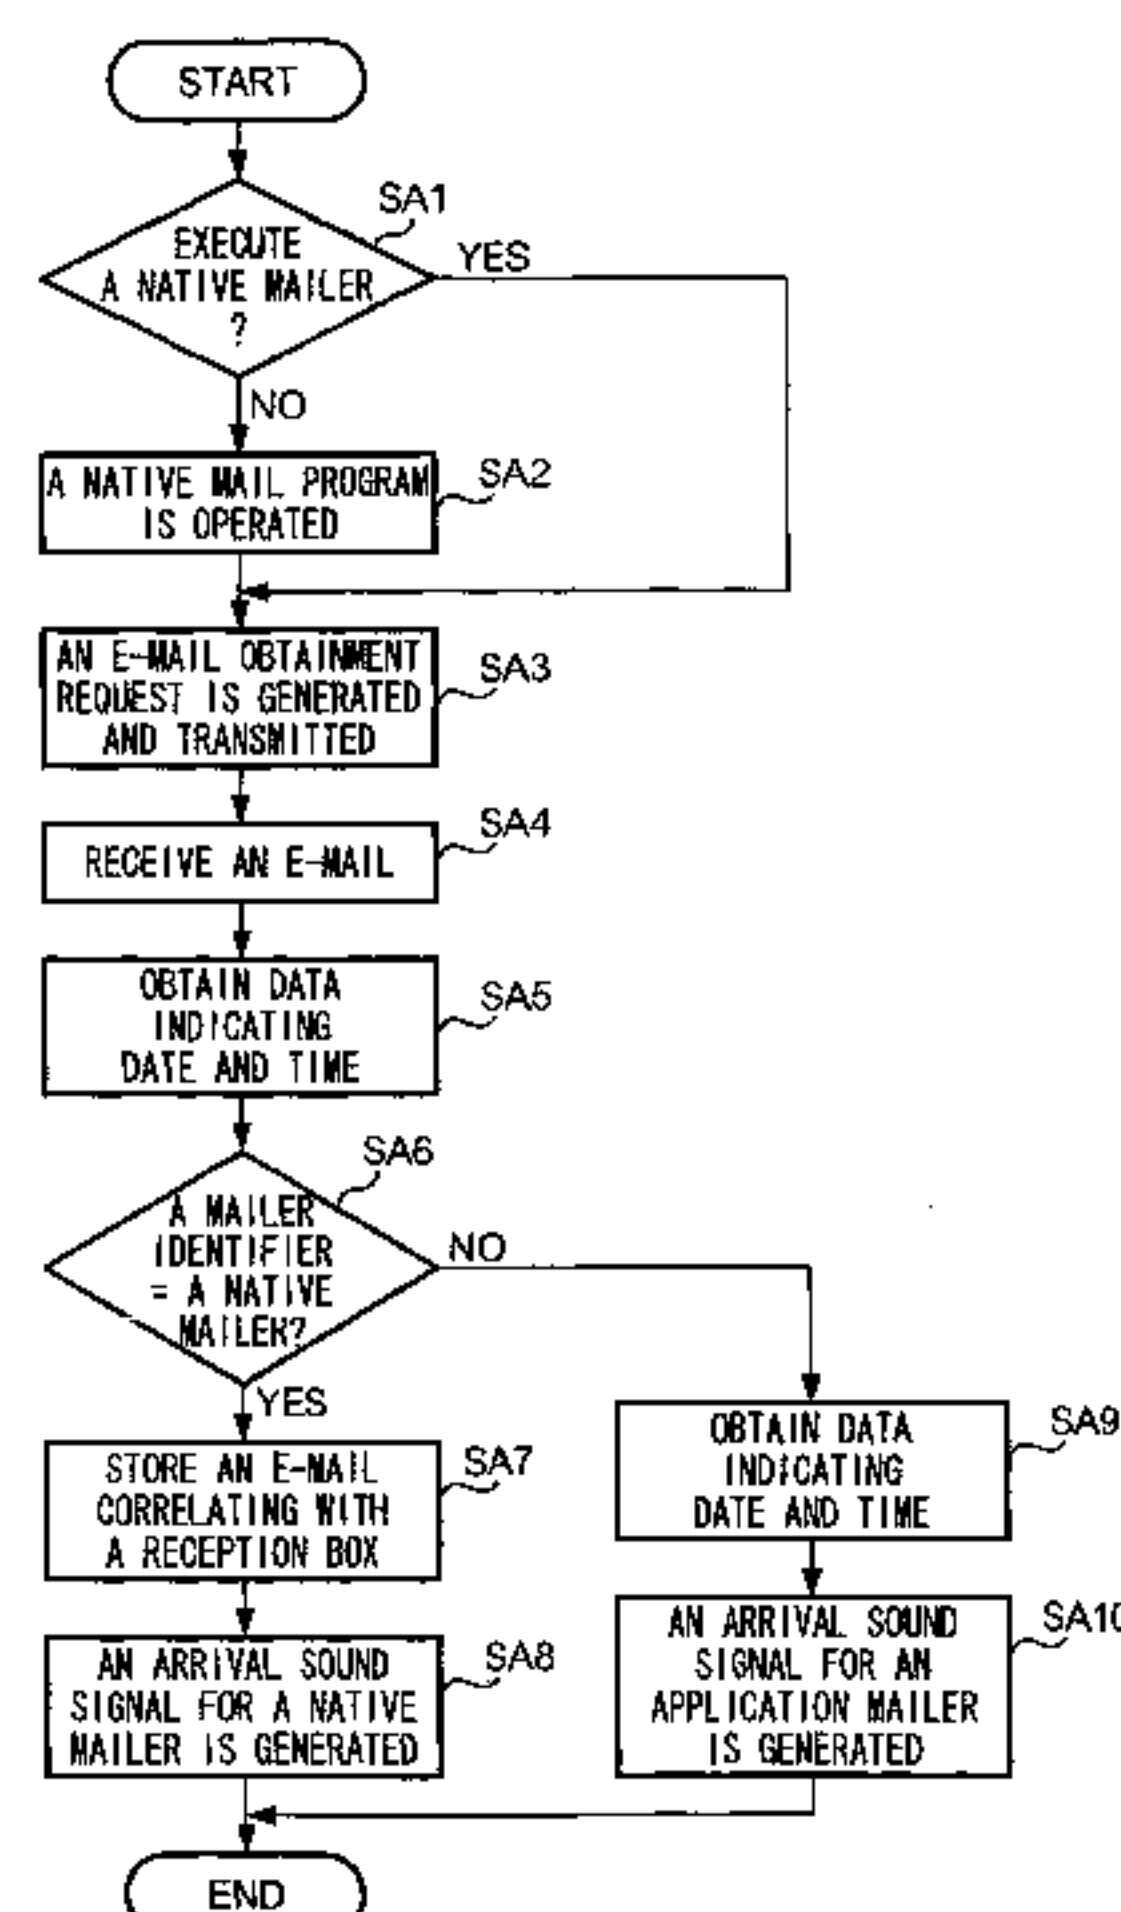 START
SA1
EXECUTE
A NATIVE MAILER
?
YES
NO
SA2
A NATIVE MAIL PROGRAM
IS OPERATED
SA3
AN E-MAIL OBTAINMENT
REQUEST IS GENERATED
AND TRANSMITTED
SA4
RECEIVE AN E-MAIL
SA5
OBTAIN DATA
INDICATING
DATE AND TIME
SA6
A MAILER
IDENTIFIER
= A NATIVE
MAILER?
NO
YES
SA7
STORE AN E-MAIL
CORRELATING WITH
A RECEPTION BOX
SA8
AN ARRIVAL SOUND
SIGNAL FOR A NATIVE
MAILER IS GENERATED
SA9
OBTAIN DATA
INDICATING
DATE AND TIME
SA10
AN ARRIVAL SOUND
SIGNAL FOR AN
APPLICATION MAILER
IS GENERATED
END